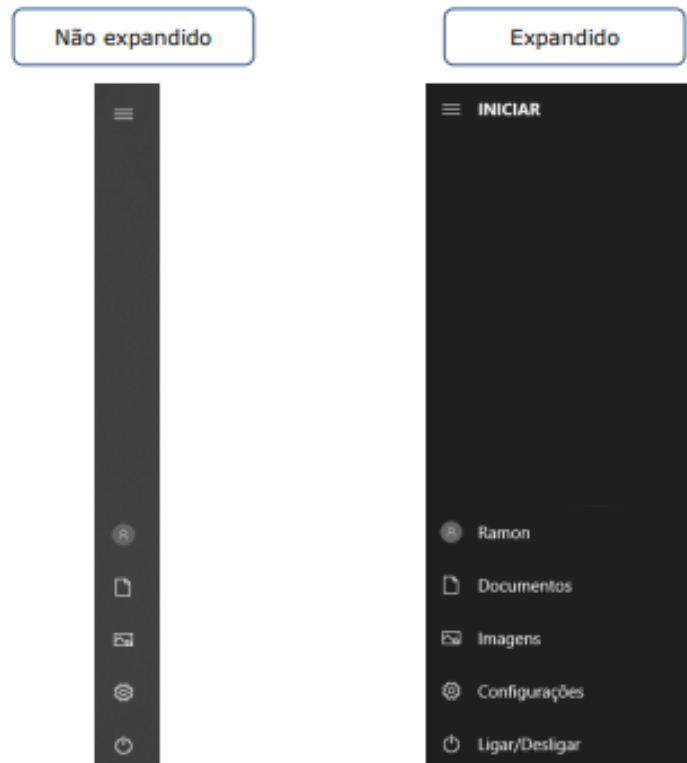 Não expandido
Expandido
INICIAR
Ramon
Documentos
Imagens
Configurações
Ligar/Desligar